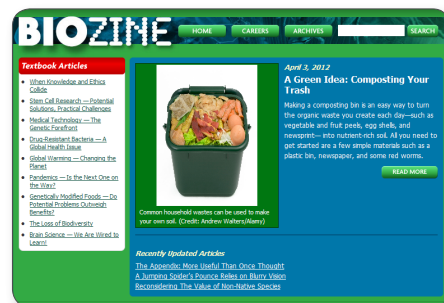 BIOZINE
HOME
CAREERS
ARCHIVES
SEARCH
Textbook Articles
When Knowledge and Ethics
Collide
Stem Cell Research — Potential
Solutions, Practical Challenges
Medical Technology — The
Genetic Forefront
Drug-Resistant Bacteria — A
Global Health Issue
Global Warming — Changing the
Planet
Pandemics — Is the Next One on
the Way?
Genetically Modified Foods — Do
Potential Problems Outweigh
Benefits?
The Loss of Biodiversity
Brain Science — We Are Wired to
Learn!
Common household wastes can be used to make
your own soil. (Credit: Andrew Walters/Alamy)
April 3, 2012
A Green Idea: Composting Your
Trash
Making a composting bin is an easy way to turn
the organic waste you create each day—such as
vegetable and fruit peels, egg shells, and
newsprint— into nutrient-rich soil. All you need to
get started are a few simple materials such as a
plastic bin, newspaper, and some red worms.
READ MORE
Recently Updated Articles
The Appendix: More Useful Than Once Thought
A Jumping Spider's Pounce Relies on Blurry Vision
Reconsidering The Value of Non-Native Species